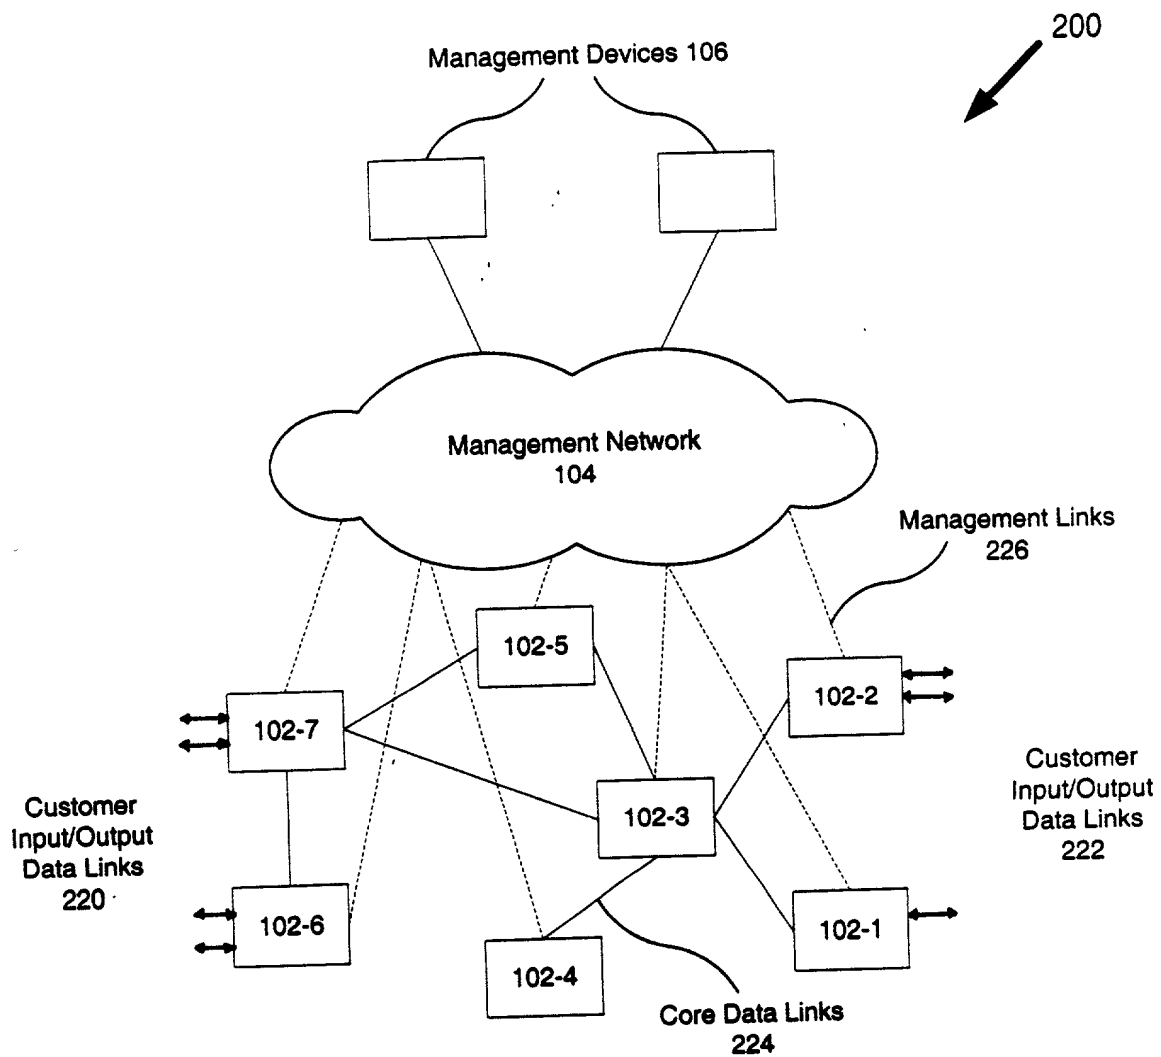 200
Management Devices 106
Management Network
104
Management Links
226
102-5
102-2
102-7
Customer
Input/Output
Data Links
222
102-3
Customer
Input/Output
Data Links
220
102-6
102-1
102-4
Core Data Links
224